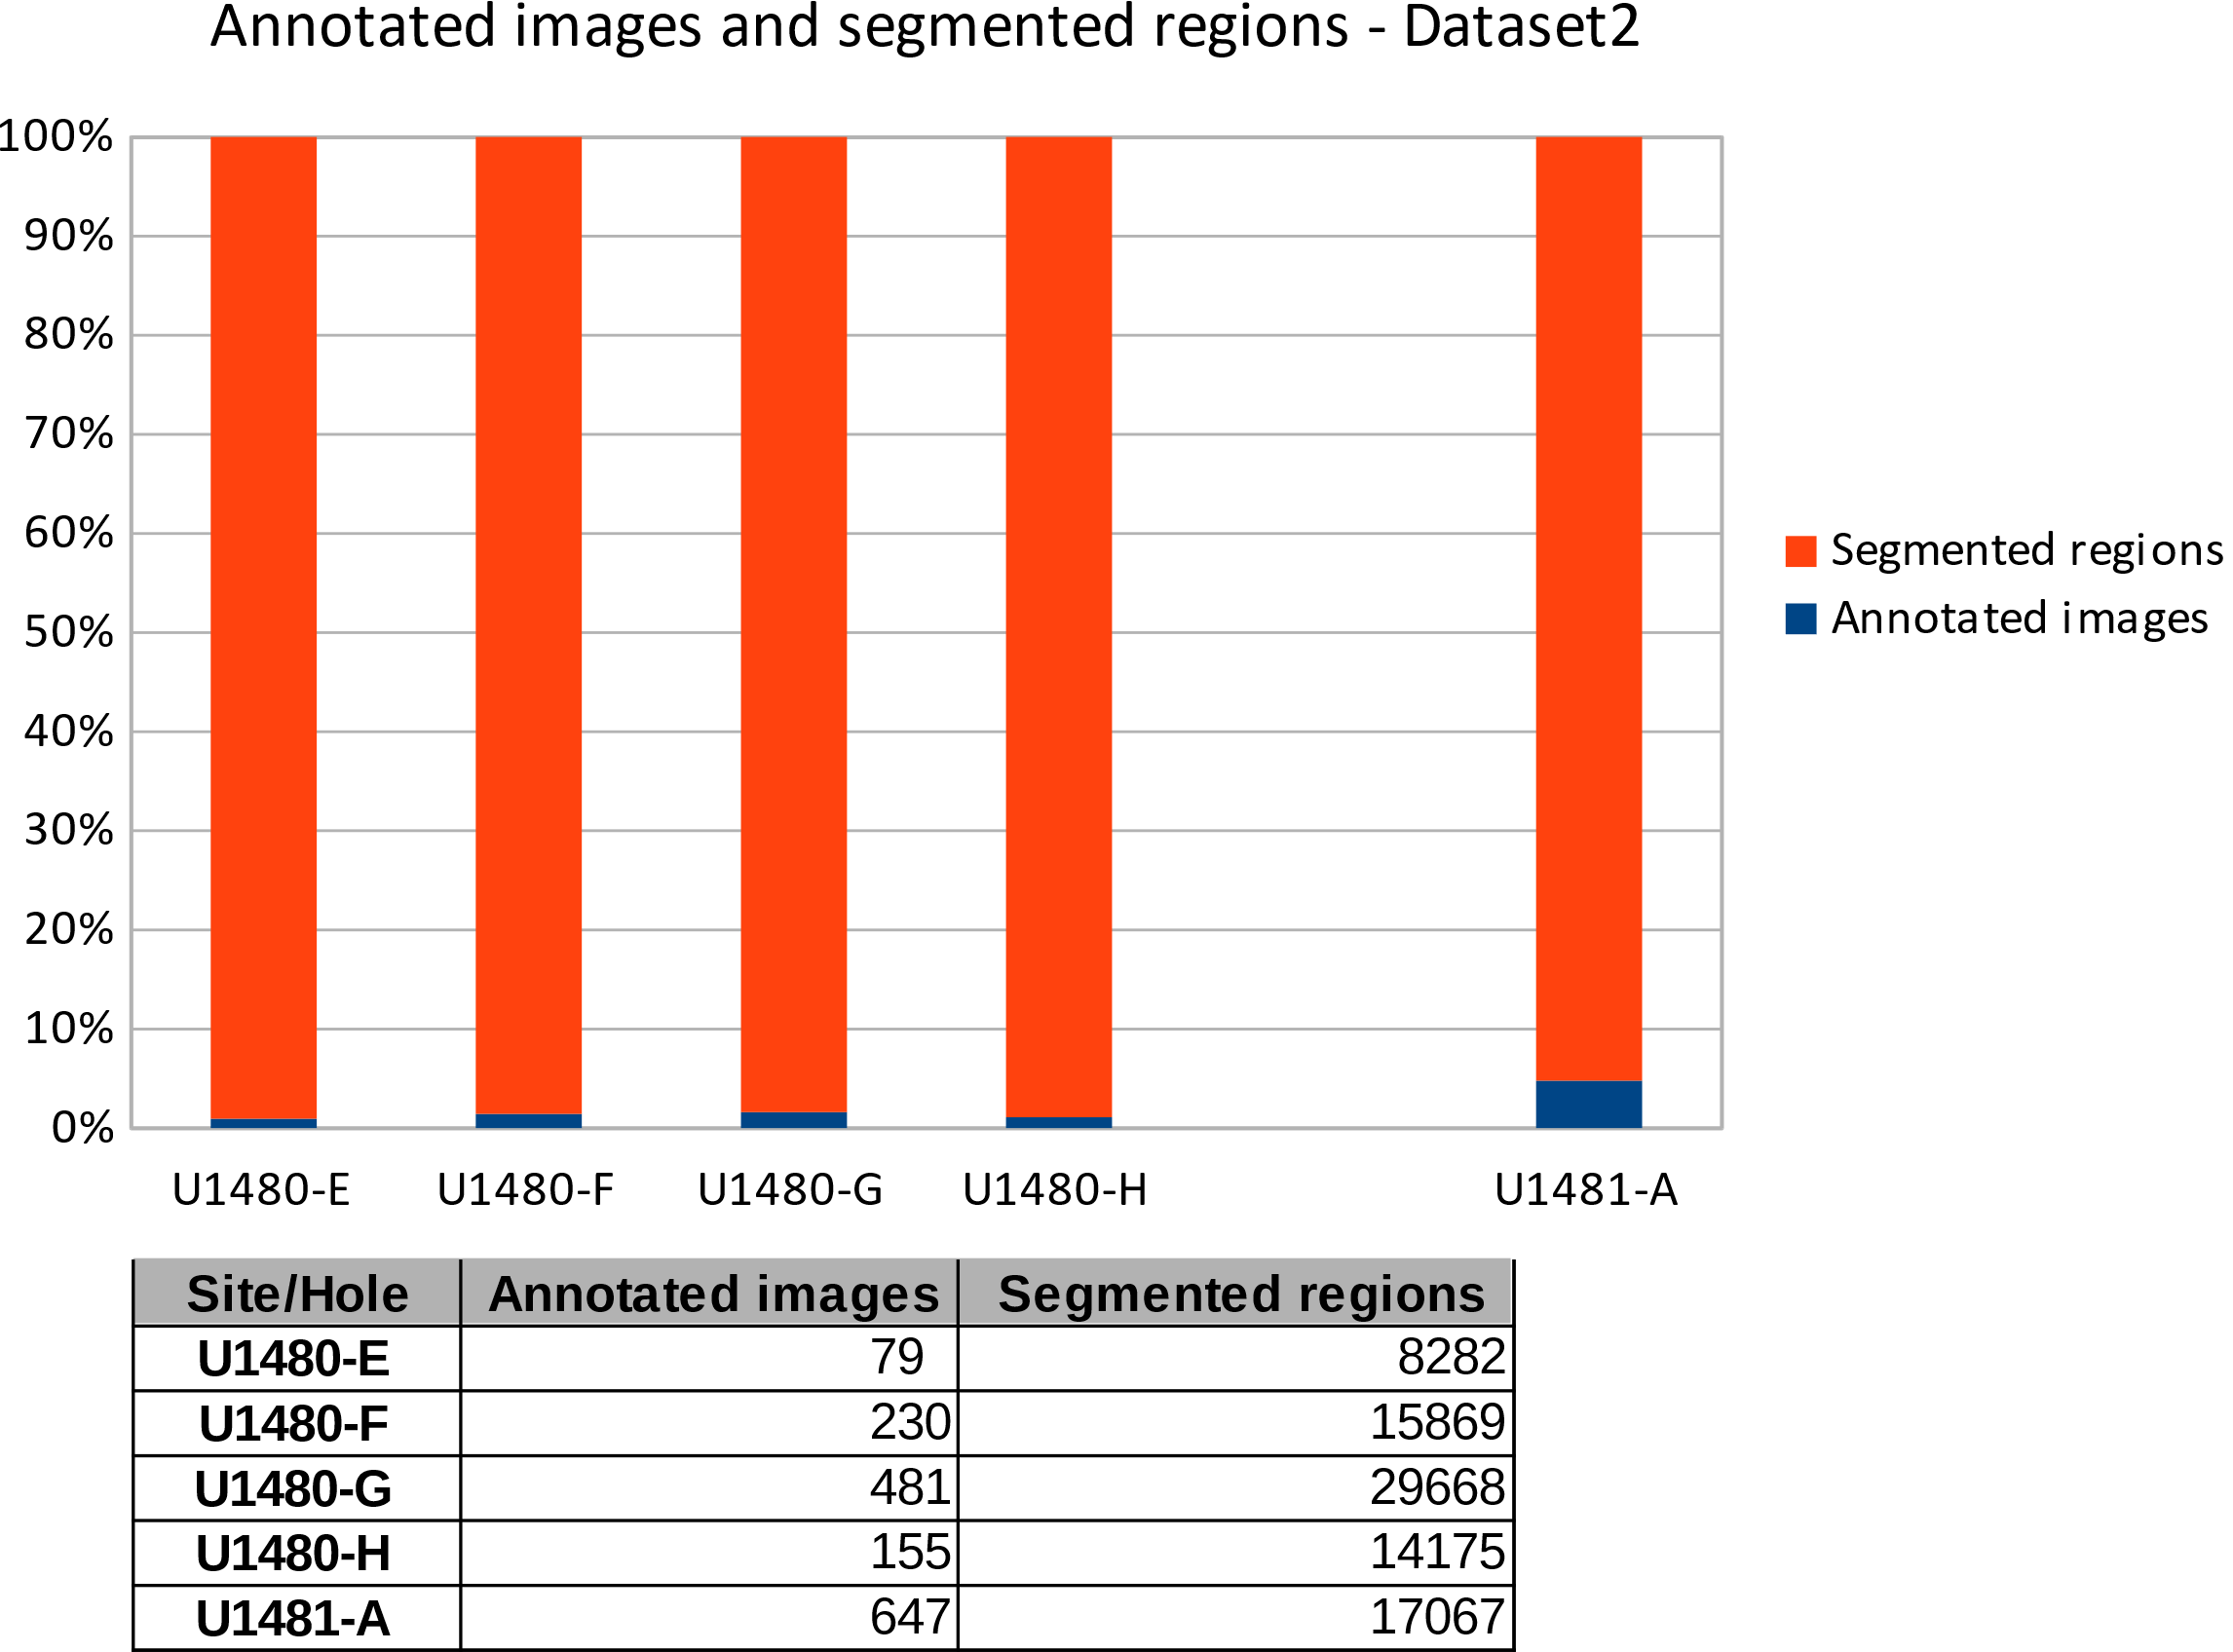 Annotated images and segmented regions - Dataset2
100%
90%
80%
70%
60%
50%
40%
30%
20%
10%
0%
U1480-E U1480-F U1480-G U1480-H U1481-A
Segmented regions
Annotated images
Site/Hole Annotated images Segmented regions
U1480-E 79 8282
U1480-F 230 15869
U1480-G 481 29668
U1480-H 155 14175
U1481-A 647 17067